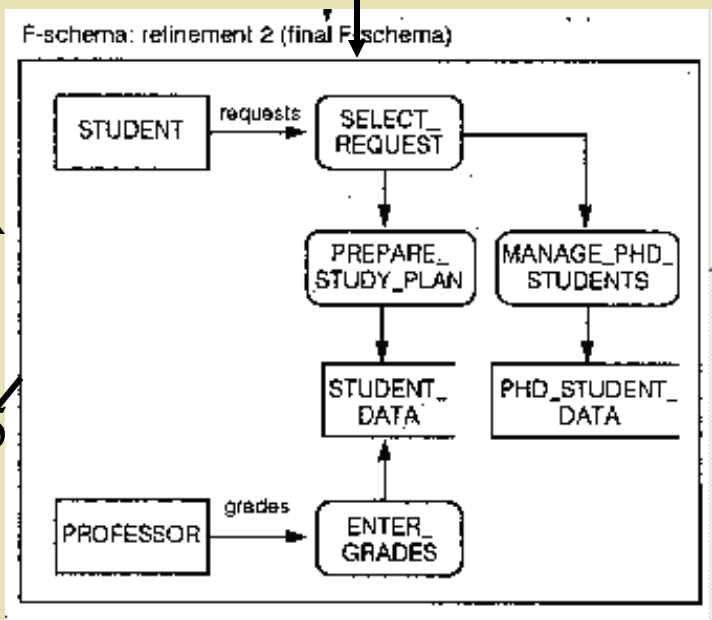 F-schema: refinement 2 (final F-schema)
STUDENT
requests
SELECT_
REQUEST
PREPARE_
STUDY_PLAN
MANAGE_PHD_
STUDENTS
STUDENT_
DATA
PHD_STUDENT_
DATA
PROFESSOR
grades
ENTER_
GRADES